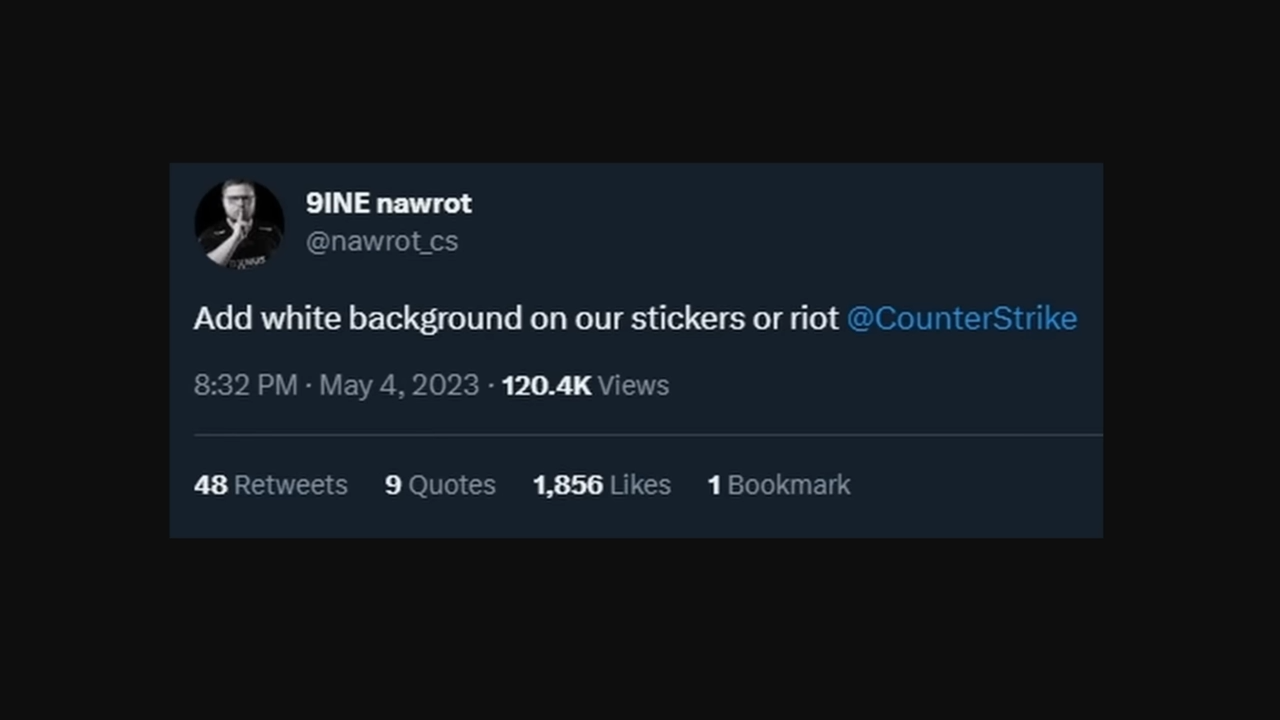 9INE nawrot
@nawrot_cs
Add white background on our stickers or riot @CounterStrike
8:32 PM · May 4, 2023 · 120.4K Views
48 Retweets 9 Quotes 1,856 Likes 1 Bookmark